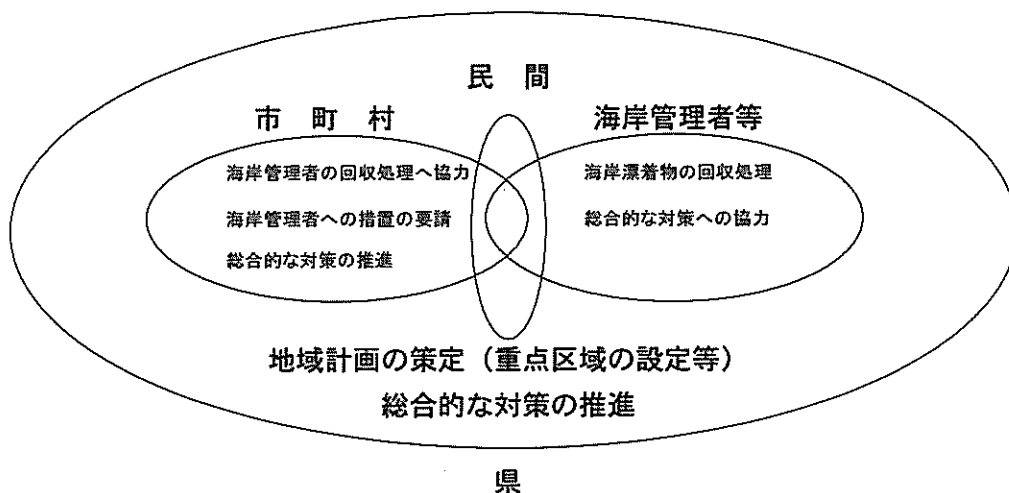 民　間
市　町　村
海岸管理者等
海岸管理者の回収処理へ協力
海岸管理者への措置の要請
総合的な対策の推進
海岸漂着物の回収処理
総合的な対策への協力
地域計画の策定（重点区域の設定等）
総合的な対策の推進
県